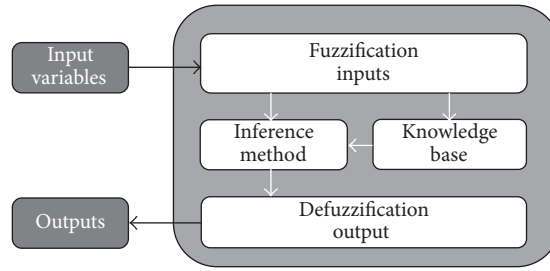 Input
variables
Fuzzification
inputs
Inference
method
Knowledge
base
Outputs
Defuzzification
output